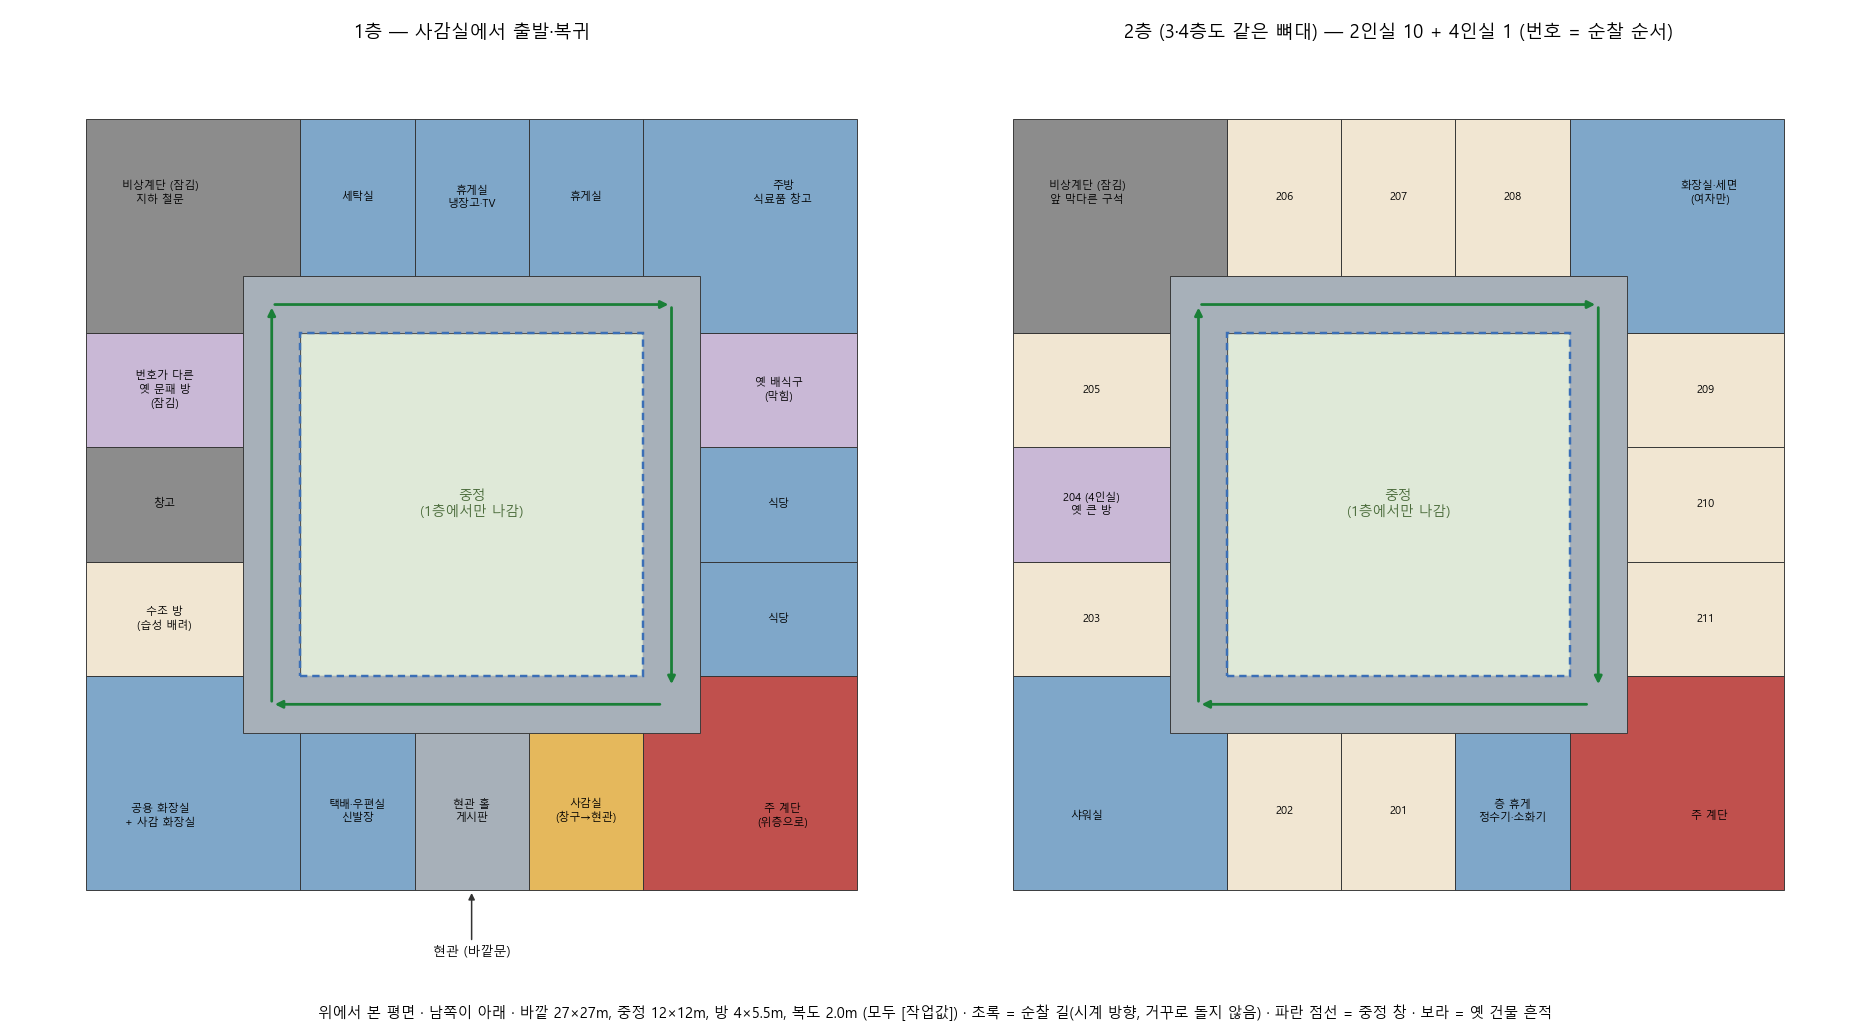 1층 — 사감실에서 출발·복귀
비상계단 (잠김)
지하 철문
세탁실
휴게실
냉장고·TV
휴게실
주방
식료품 창고
번호가 다른
옛 문패 방
(잠김)
옛 배식구
(막힘)
창고
중정
(1층에서만 나감)
식당
수조 방
(습성 배려)
식당
공용 화장실
+ 사감 화장실
택배·우편실
신발장
현관 홀
게시판
사감실
(창구→현관)
주 계단
(위층으로)
현관 (바깥문)
2층 (3·4층도 같은 뼈대) — 2인실 10 + 4인실 1 (번호 = 순찰 순서)
비상계단 (잠김)
앞 막다른 구석
206
207
208
화장실·세면
(여자만)
205
209
204 (4인실)
옛 큰 방
중정
(1층에서만 나감)
210
203
211
샤워실
202
201
층 휴게
정수기·소화기
주 계단
위에서 본 평면 · 남쪽이 아래 · 바깥 27×27m, 중정 12×12m, 방 4×5.5m, 복도 2.0m (모두 [작업값]) · 초록 = 순찰 길(시계 방향, 거꾸로 돌지 않음) · 파란 점선 = 중정 창 · 보라 = 옛 건물 흔적